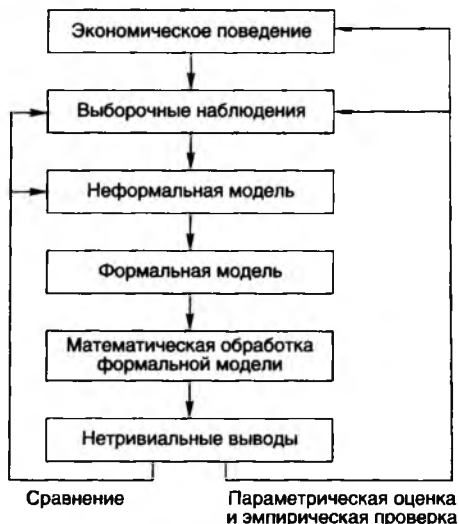 Экономическое поведение
Выборочные наблюдения
Неформальная модель
Формальная модель
Математическая обработка
формальной модели
Нетривиальные выводы
Сравнение
Параметрическая оценка
и эмпирическая проверка